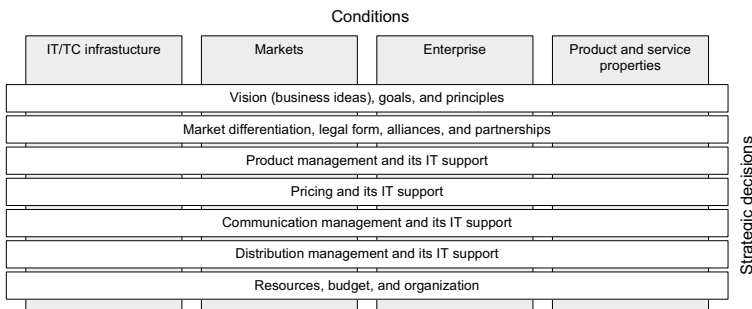 Conditions
IT/TC infrastucture
Markets
Enterprise
Product and service
properties
Vision (business ideas), goals, and principles
Market differentiation, legal form, alliances, and partnerships
Product management and its IT support
Pricing and its IT support
Communication management and its IT support
Distribution management and its IT support
Resources, budget, and organization
Strategic decisions